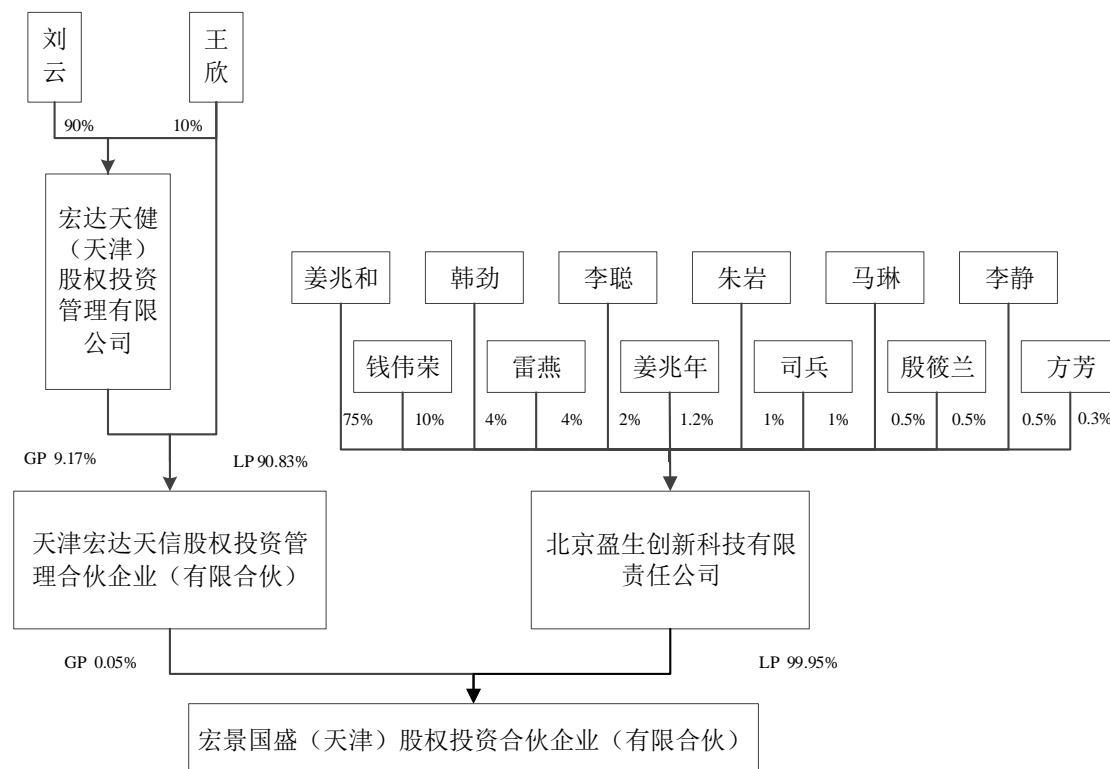 刘
云
王
欣
90%
10%
宏达天健
（天津）
股权投资
管理有限
公司
姜兆和
韩劲
李聪
朱岩
马琳
李静
钱伟荣
雷燕
姜兆年
司兵
殷筱兰
方芳
75%
10%
4%
4%
2%
1.2%
1%
1%
0.5%
0.5%
0.5%
0.3%
GP 9.17%
LP 90.83%
天津宏达天信股权投资管
理合伙企业（有限合伙）
北京盈生创新科技有限
责任公司
GP 0.05%
LP 99.95%
宏景国盛（天津）股权投资合伙企业（有限合伙）